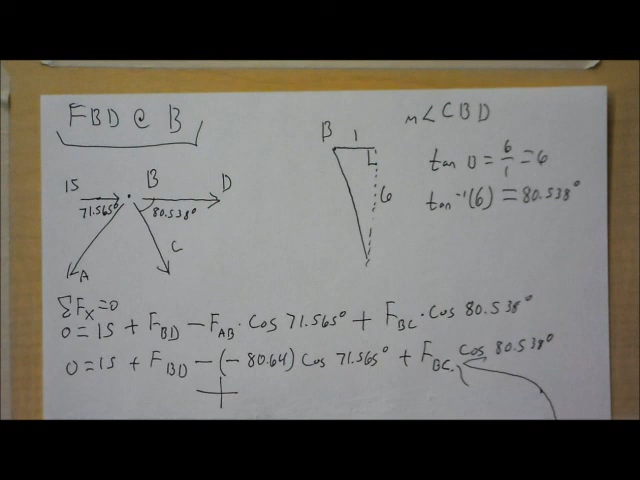 FBD @ B
m∠CBD
B 1
tan θ = 6/1 = 6
6
tan⁻¹(6) = 80.538°
15 B D
71.565° 80.538°
C
A
ΣFx=0
0 = 15 + FBD − FAB · Cos 71.565° + FBC · Cos 80.538°
0 = 15 + FBD − (− 80.64) Cos 71.565° + FBC · Cos 80.538°
+